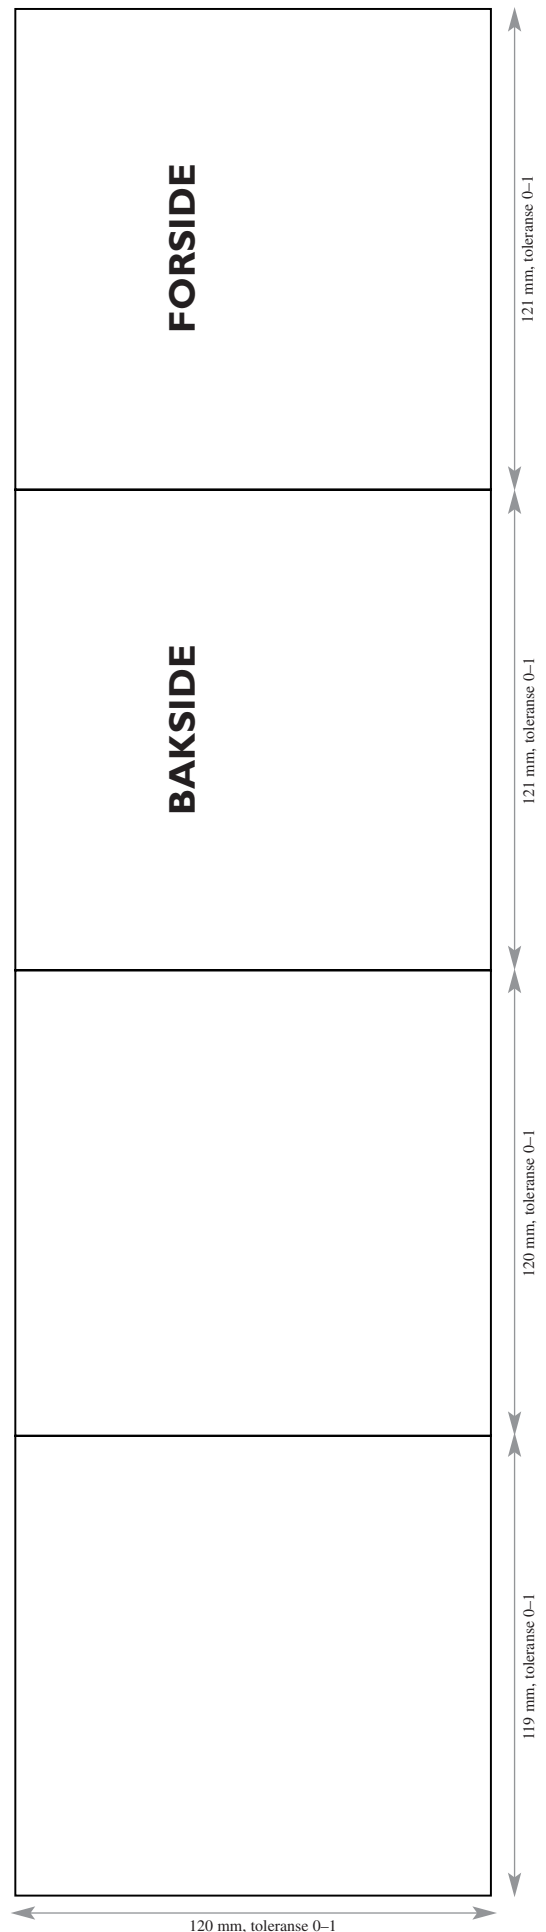 FORSIDE
121 mm, toleranse 0–1
BAKSIDE
121 mm, toleranse 0–1
120 mm, toleranse 0–1
119 mm, toleranse 0–1
120 mm, toleranse 0–1